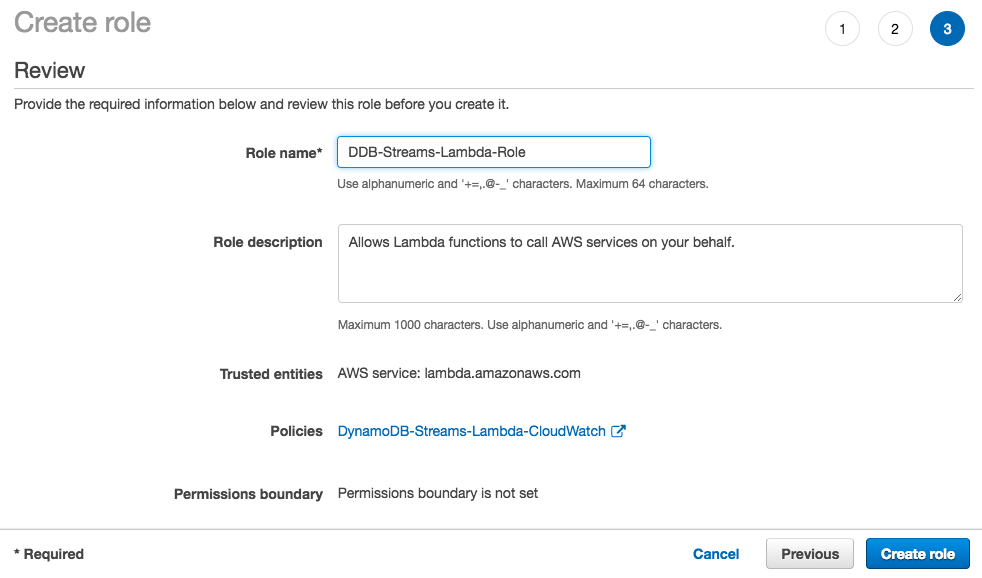 Create role
1 2 3
Review
Provide the required information below and review this role before you create it.
Role name* DDB-Streams-Lambda-Role
Use alphanumeric and '+=,.@-_' characters. Maximum 64 characters.
Role description Allows Lambda functions to call AWS services on your behalf.
Maximum 1000 characters. Use alphanumeric and '+=,.@-_' characters.
Trusted entities AWS service: lambda.amazonaws.com
Policies DynamoDB-Streams-Lambda-CloudWatch
Permissions boundary Permissions boundary is not set
* Required Cancel Previous Create role